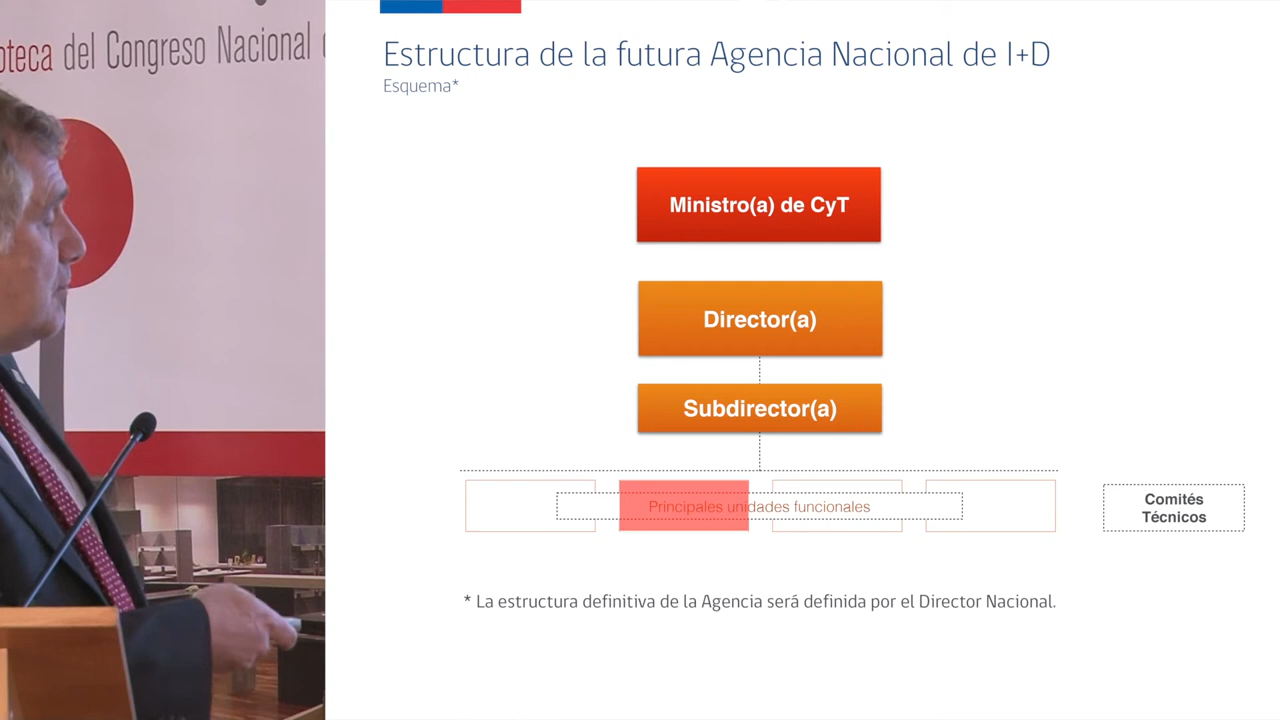 oteca del Congreso Nacional
Estructura de la futura Agencia Nacional de I+D
Esquema*
Ministro(a) de CyT
Director(a)
Subdirector(a)
Principales unidades funcionales
Comités
Técnicos
* La estructura definitiva de la Agencia será definida por el Director Nacional.